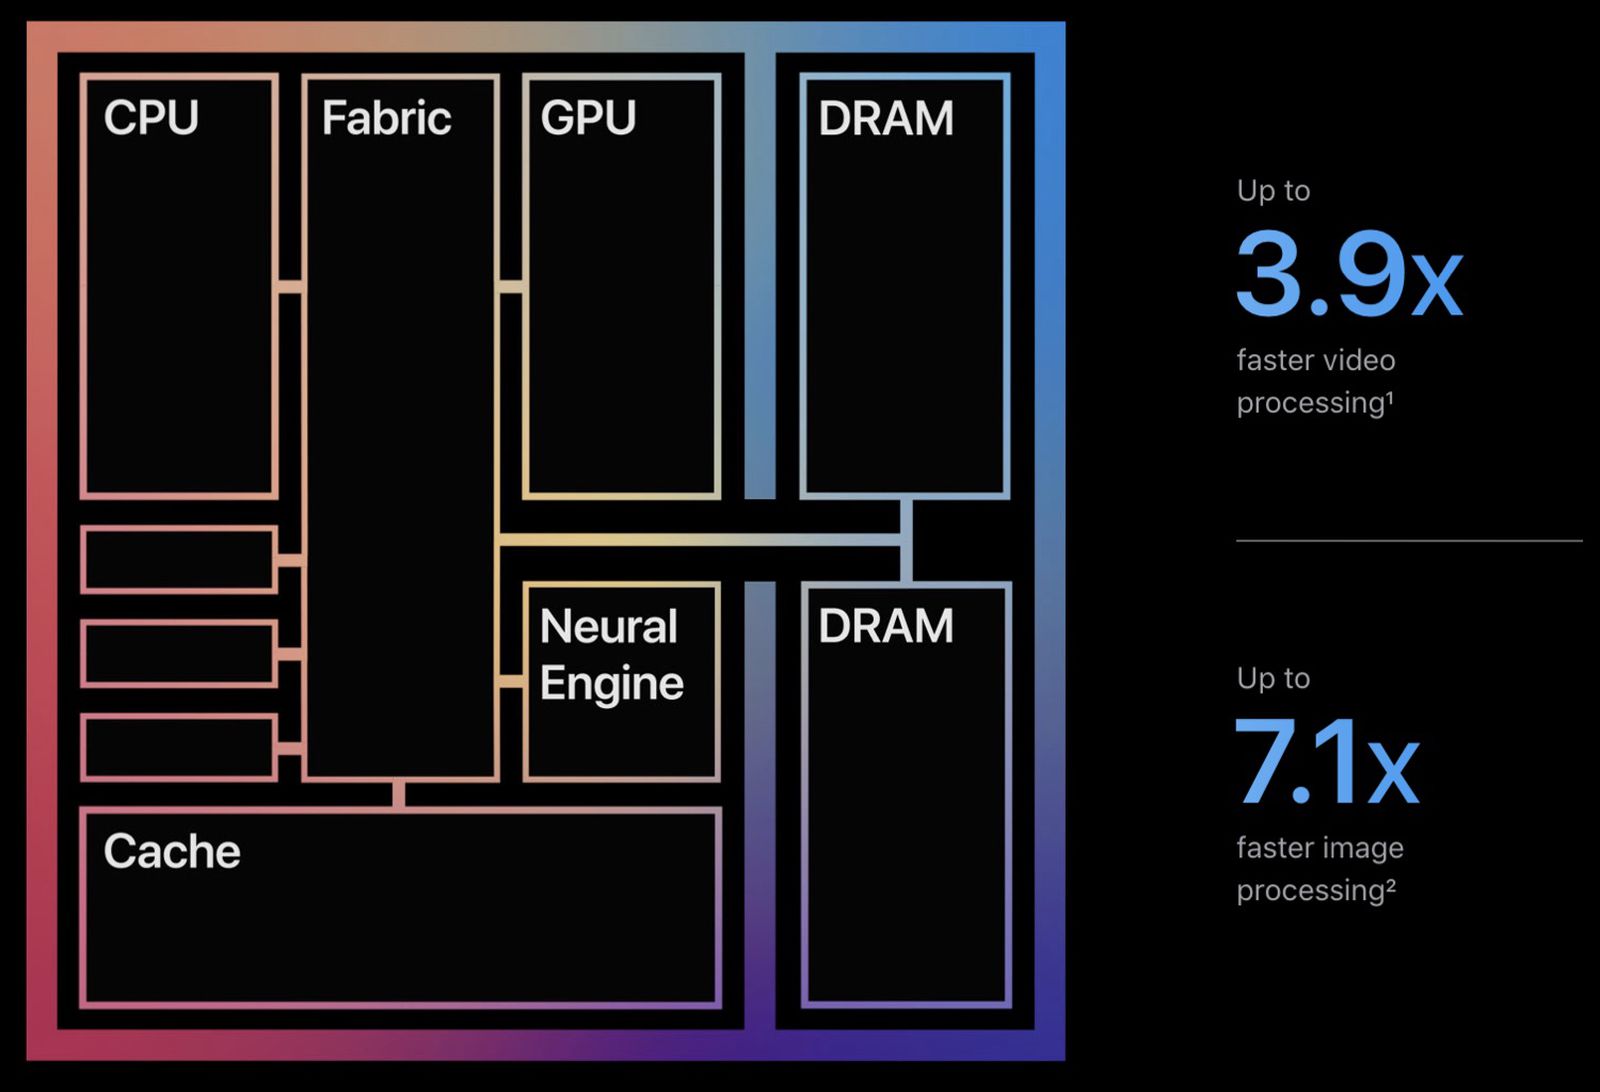 CPU
Fabric
GPU
DRAM
Neural
Engine
DRAM
Cache
Up to
3.9x
faster video
processing¹
Up to
7.1x
faster image
processing²